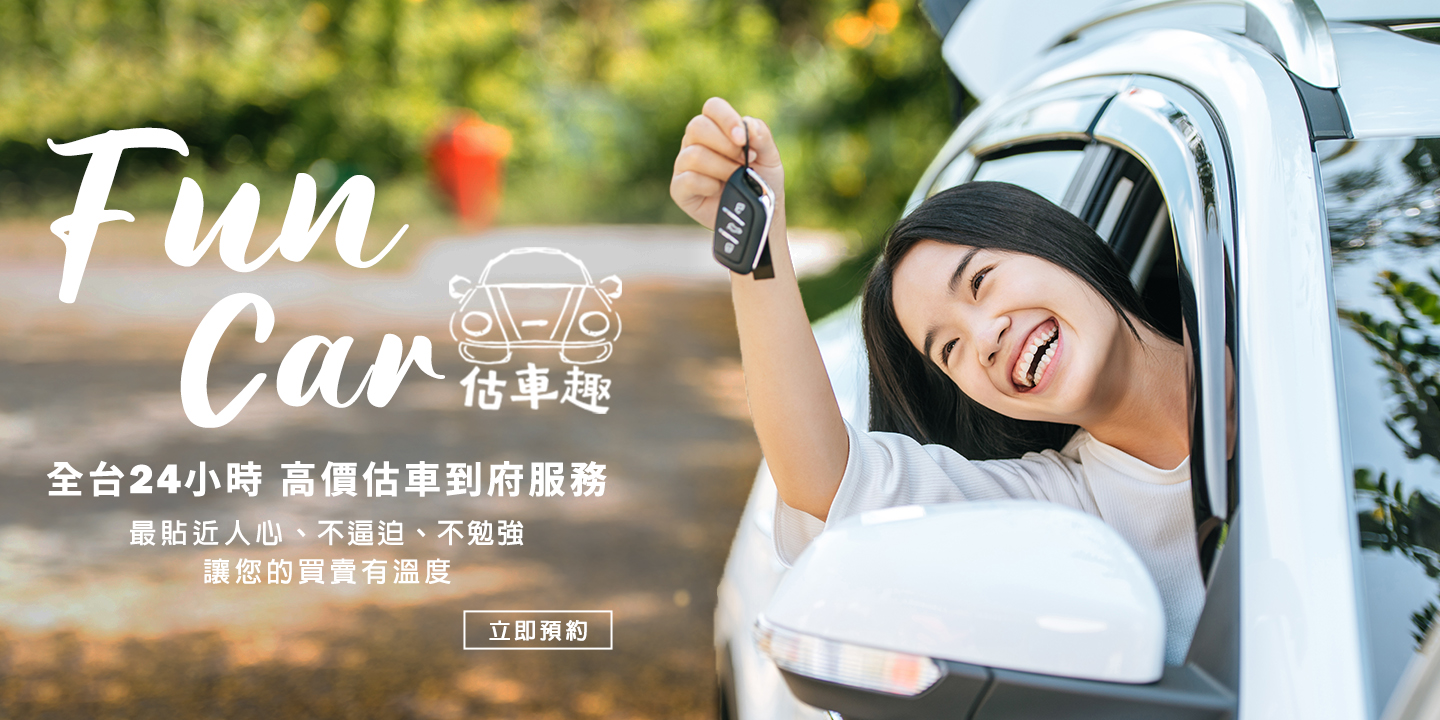 Fun
Car
估車趣
全台24小時 高價估車到府服務
最貼近人心、不逼迫、不勉強
讓您的買賣有溫度
立即預約